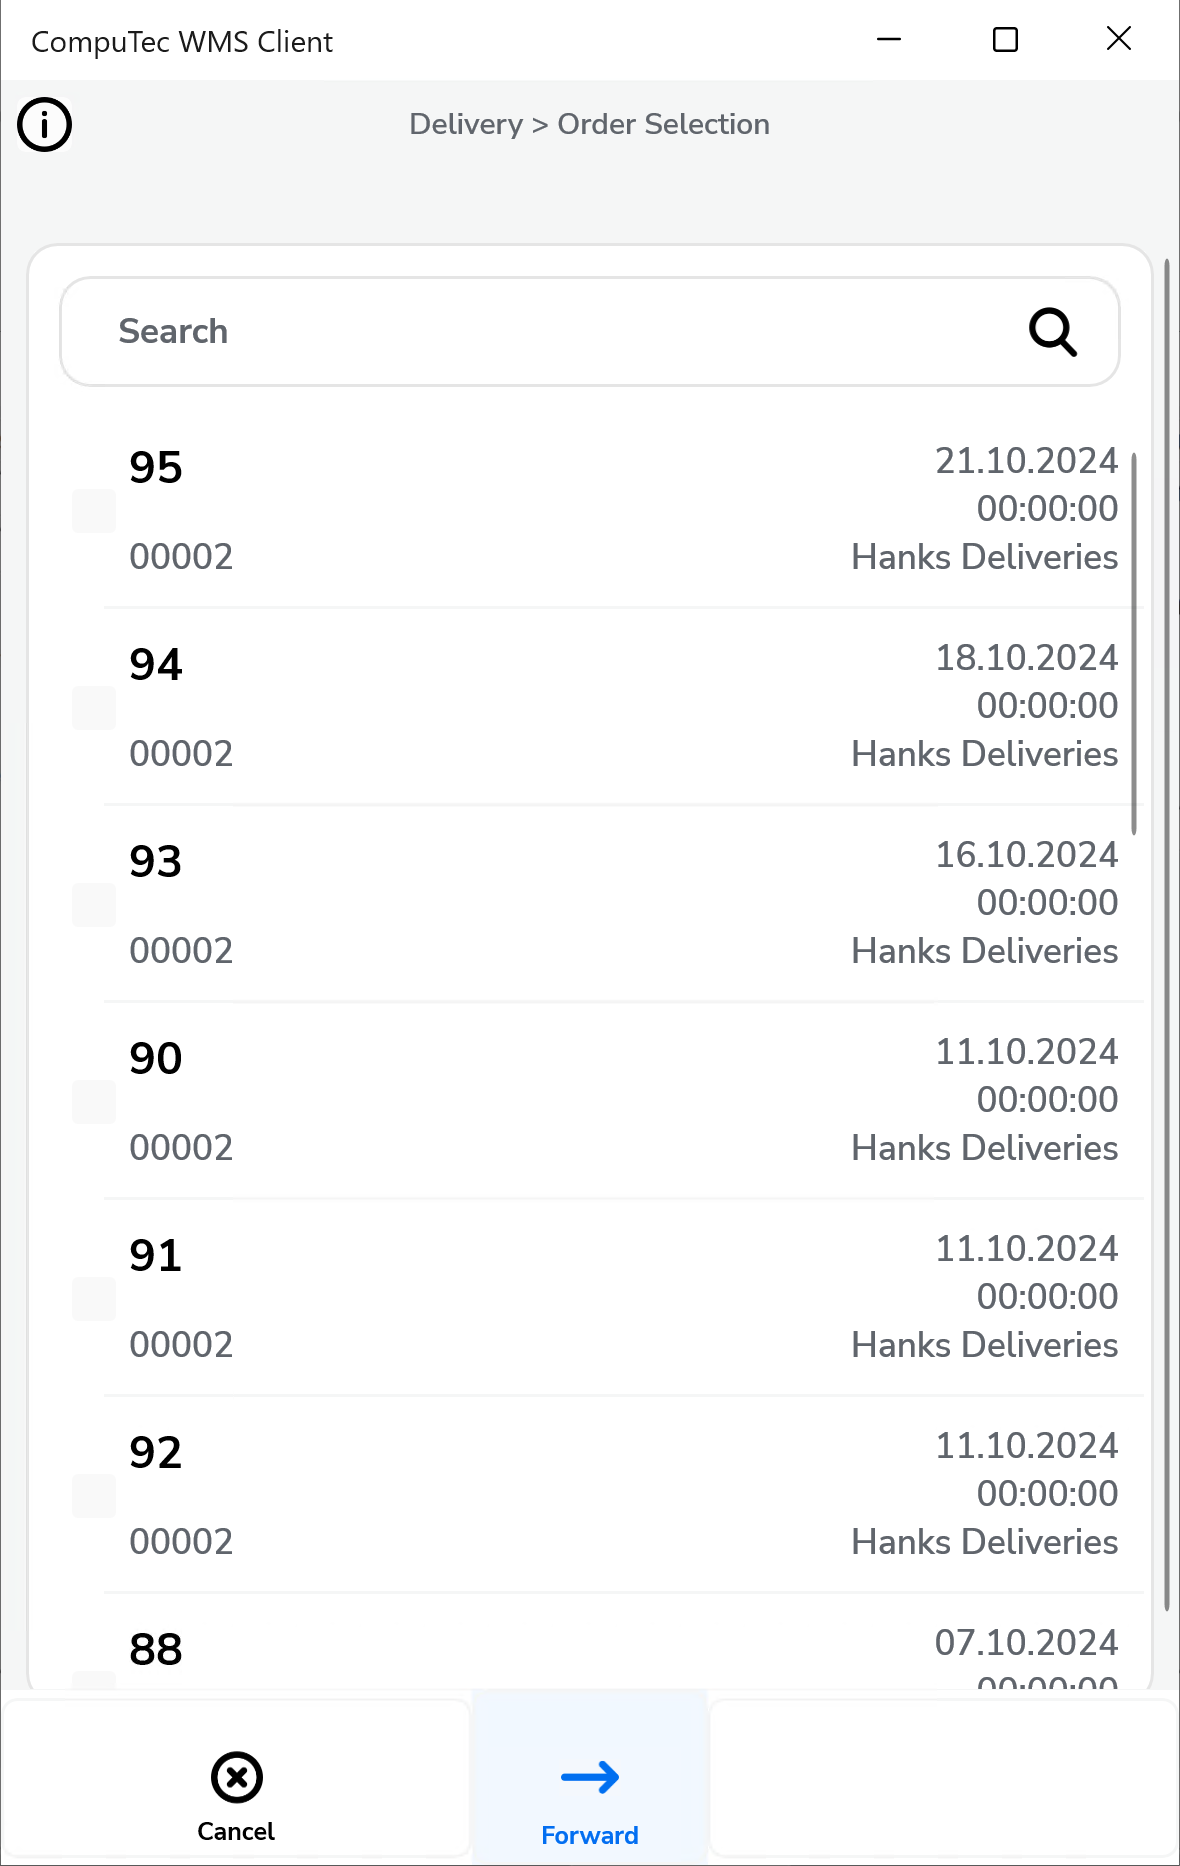 CompuTec WMS Client
Delivery > Order Selection
Search
95
21.10.2024
00:00:00
00002
Hanks Deliveries
94
18.10.2024
00:00:00
00002
Hanks Deliveries
93
16.10.2024
00:00:00
00002
Hanks Deliveries
90
11.10.2024
00:00:00
00002
Hanks Deliveries
91
11.10.2024
00:00:00
00002
Hanks Deliveries
92
11.10.2024
00:00:00
00002
Hanks Deliveries
88
07.10.2024
00:00:00
Cancel
Forward